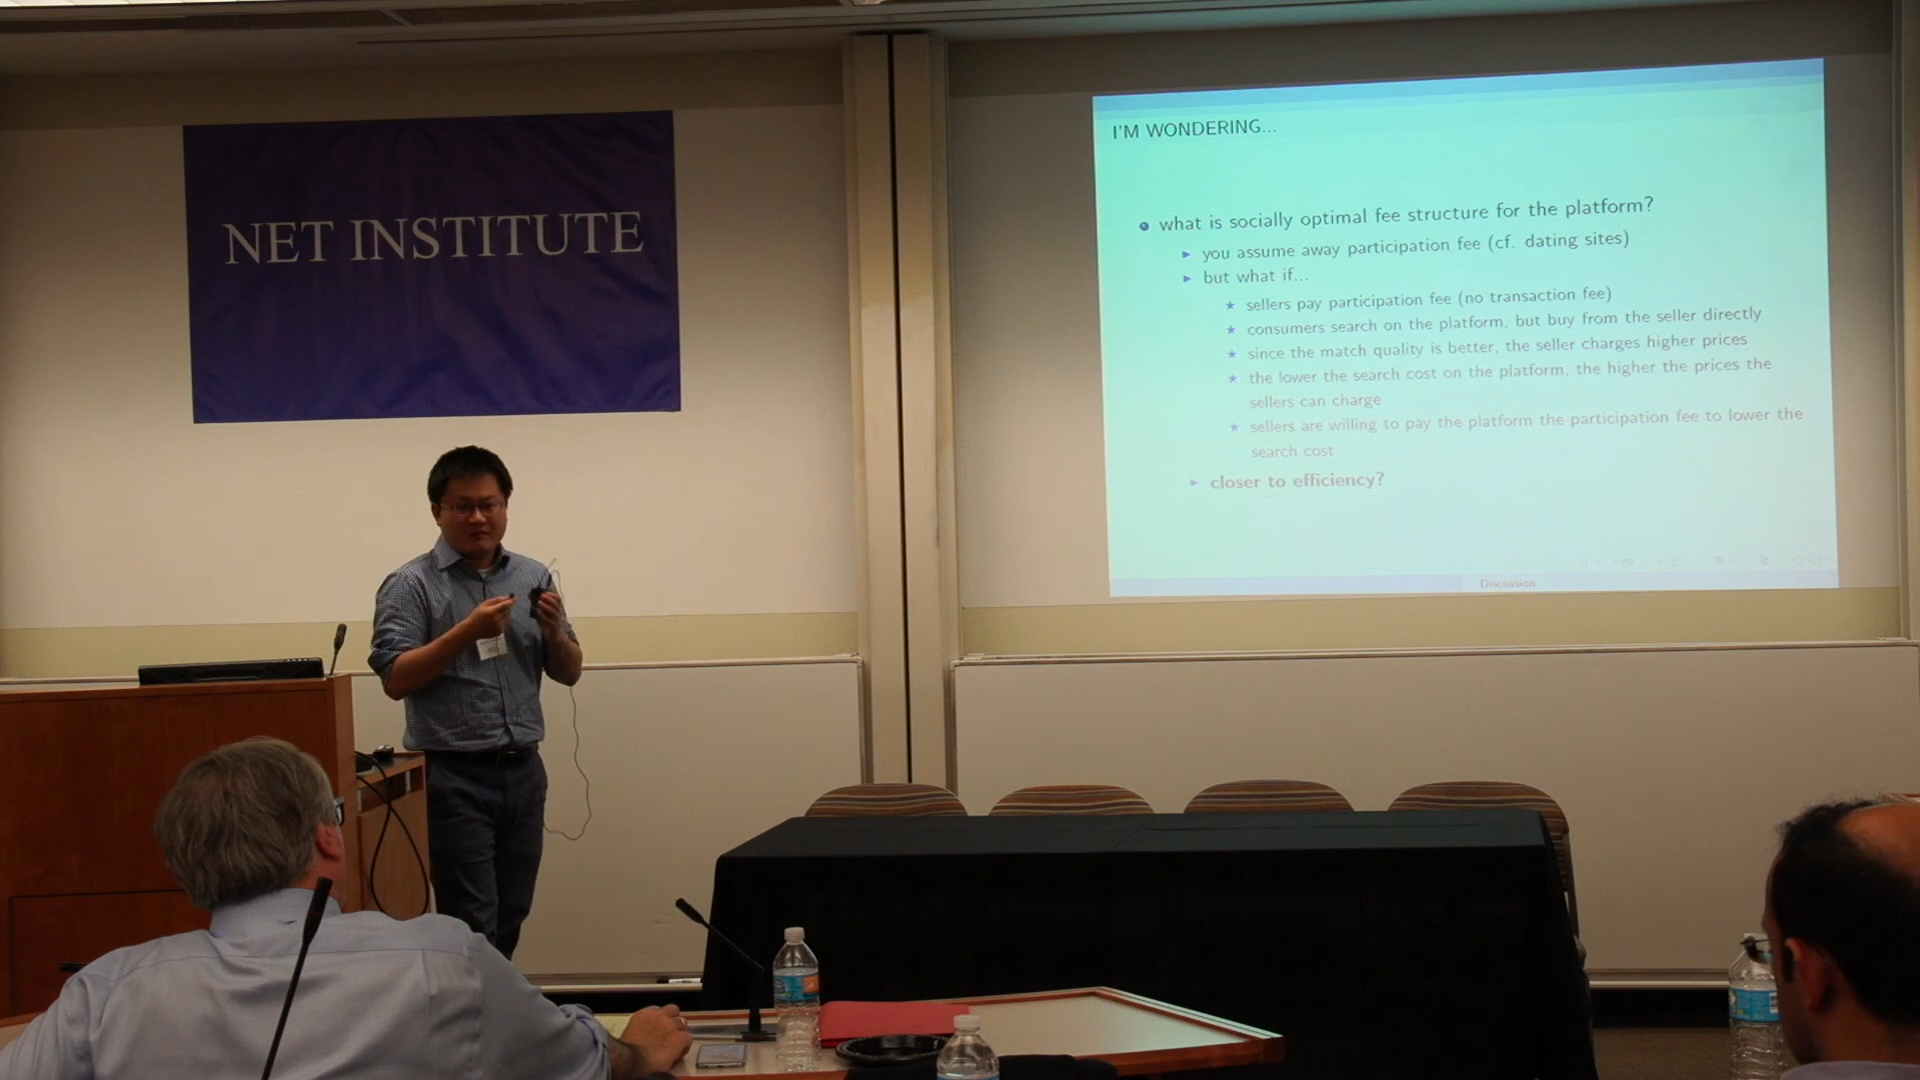 NET INSTITUTE
I'M WONDERING...
what is socially optimal fee structure for the platform?
you assume away participation fee (cf. dating sites)
but what if...
sellers pay participation fee (no transaction fee)
consumers search on the platform, but buy from the seller directly
since the match quality is better, the seller charges higher prices
the lower the search cost on the platform, the higher the prices the
sellers can charge
sellers are willing to pay the platform the participation fee to lower the
search cost
closer to efficiency?
Discussion